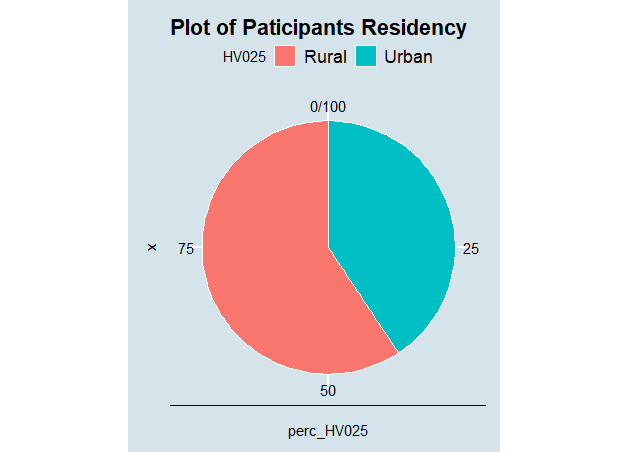 Plot of Paticipants Residency
HV025 Rural Urban
0/100
x 75 25
50
perc_HV025